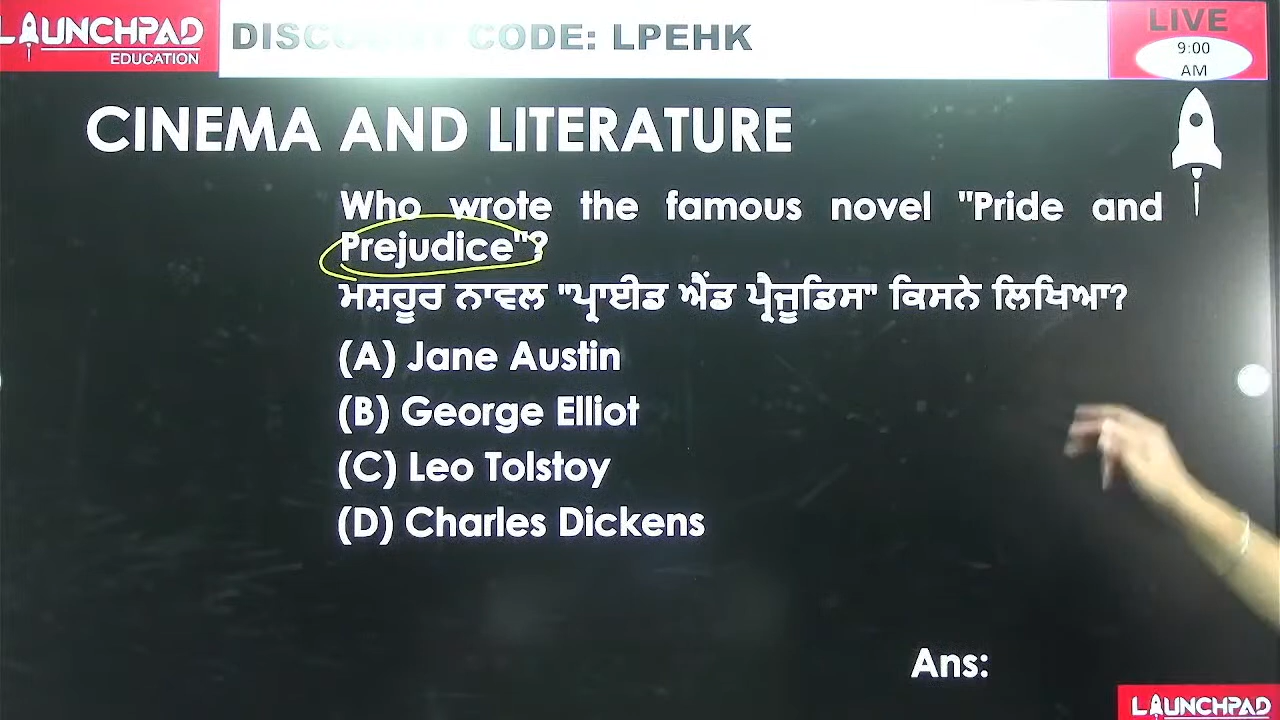 LAUNCHPAD
EDUCATION
DISCOVERY CODE: LPEHK
LIVE
9:00
AM
CINEMA AND LITERATURE
Who wrote the famous novel "Pride and
Prejudice"?
ਮਸ਼ਹੂਰ ਨਾਵਲ "ਪ੍ਰਾਈਡ ਐਂਡ ਪ੍ਰੈਜੂਡਿਸ" ਕਿਸਨੇ ਲਿਖਿਆ?
(A) Jane Austin
(B) George Elliot
(C) Leo Tolstoy
(D) Charles Dickens
Ans:
LAUNCHPAD